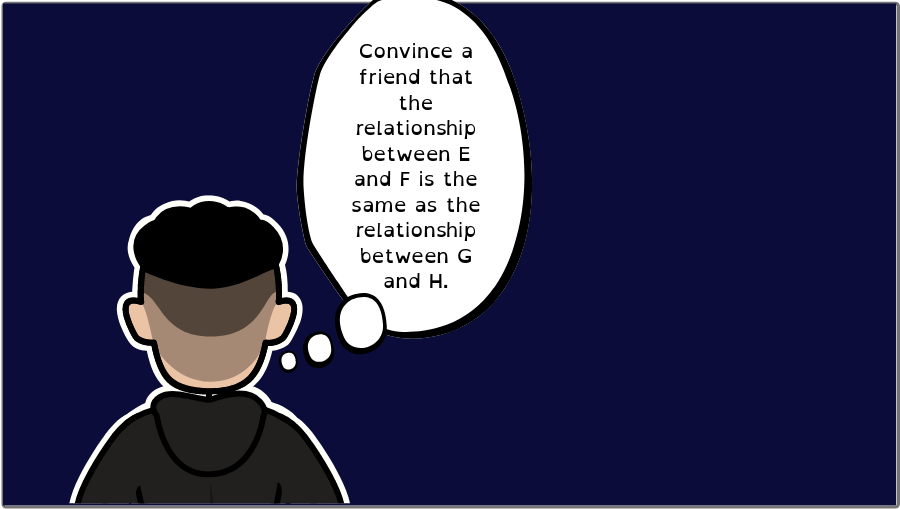 Convince a
friend that
the
relationship
between E
and F is the
same as the
relationship
between G
and H.